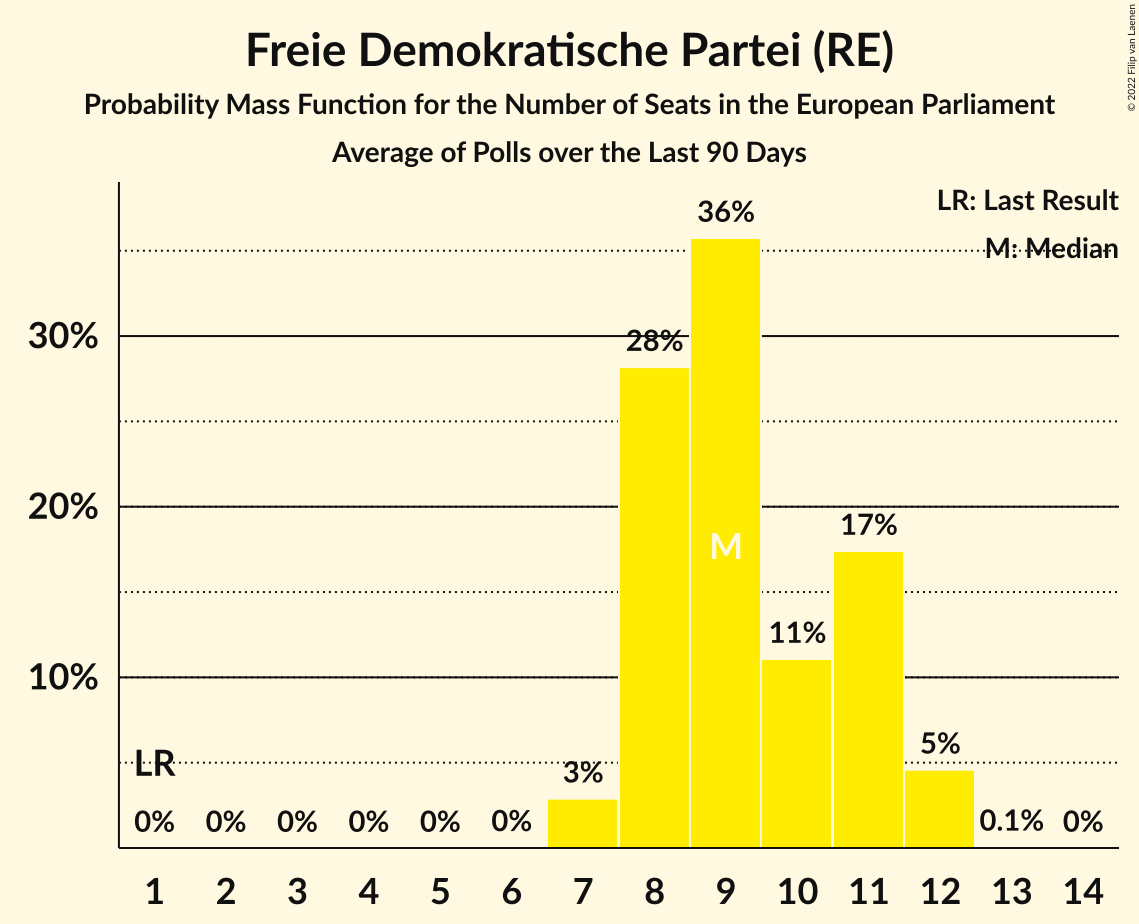 Freie Demokratische Partei (RE)
Probability Mass Function for the Number of Seats in the European Parliament
Average of Polls over the Last 90 Days
© 2022 Filip van Laenen
LR: Last Result
M: Median
36%
28%
30%
20%
17%
M
11%
10%
5%
LR
3%
0% 0% 0% 0% 0% 0% 0.1% 0%
1 2 3 4 5 6 7 8 9 10 11 12 13 14